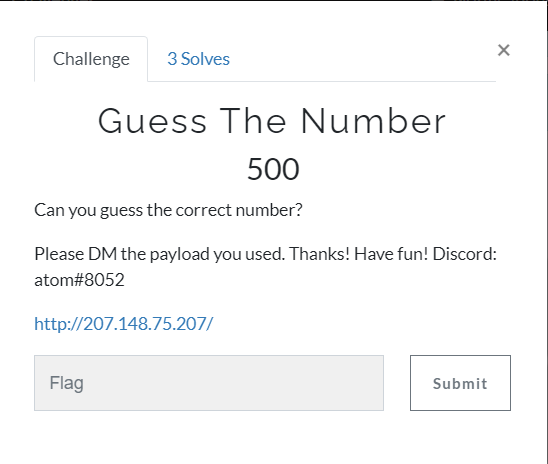 Challenge
3 Solves
×
Guess The Number
500
Can you guess the correct number?
Please DM the payload you used. Thanks! Have fun! Discord:
atom#8052
http://207.148.75.207/
Flag
Submit